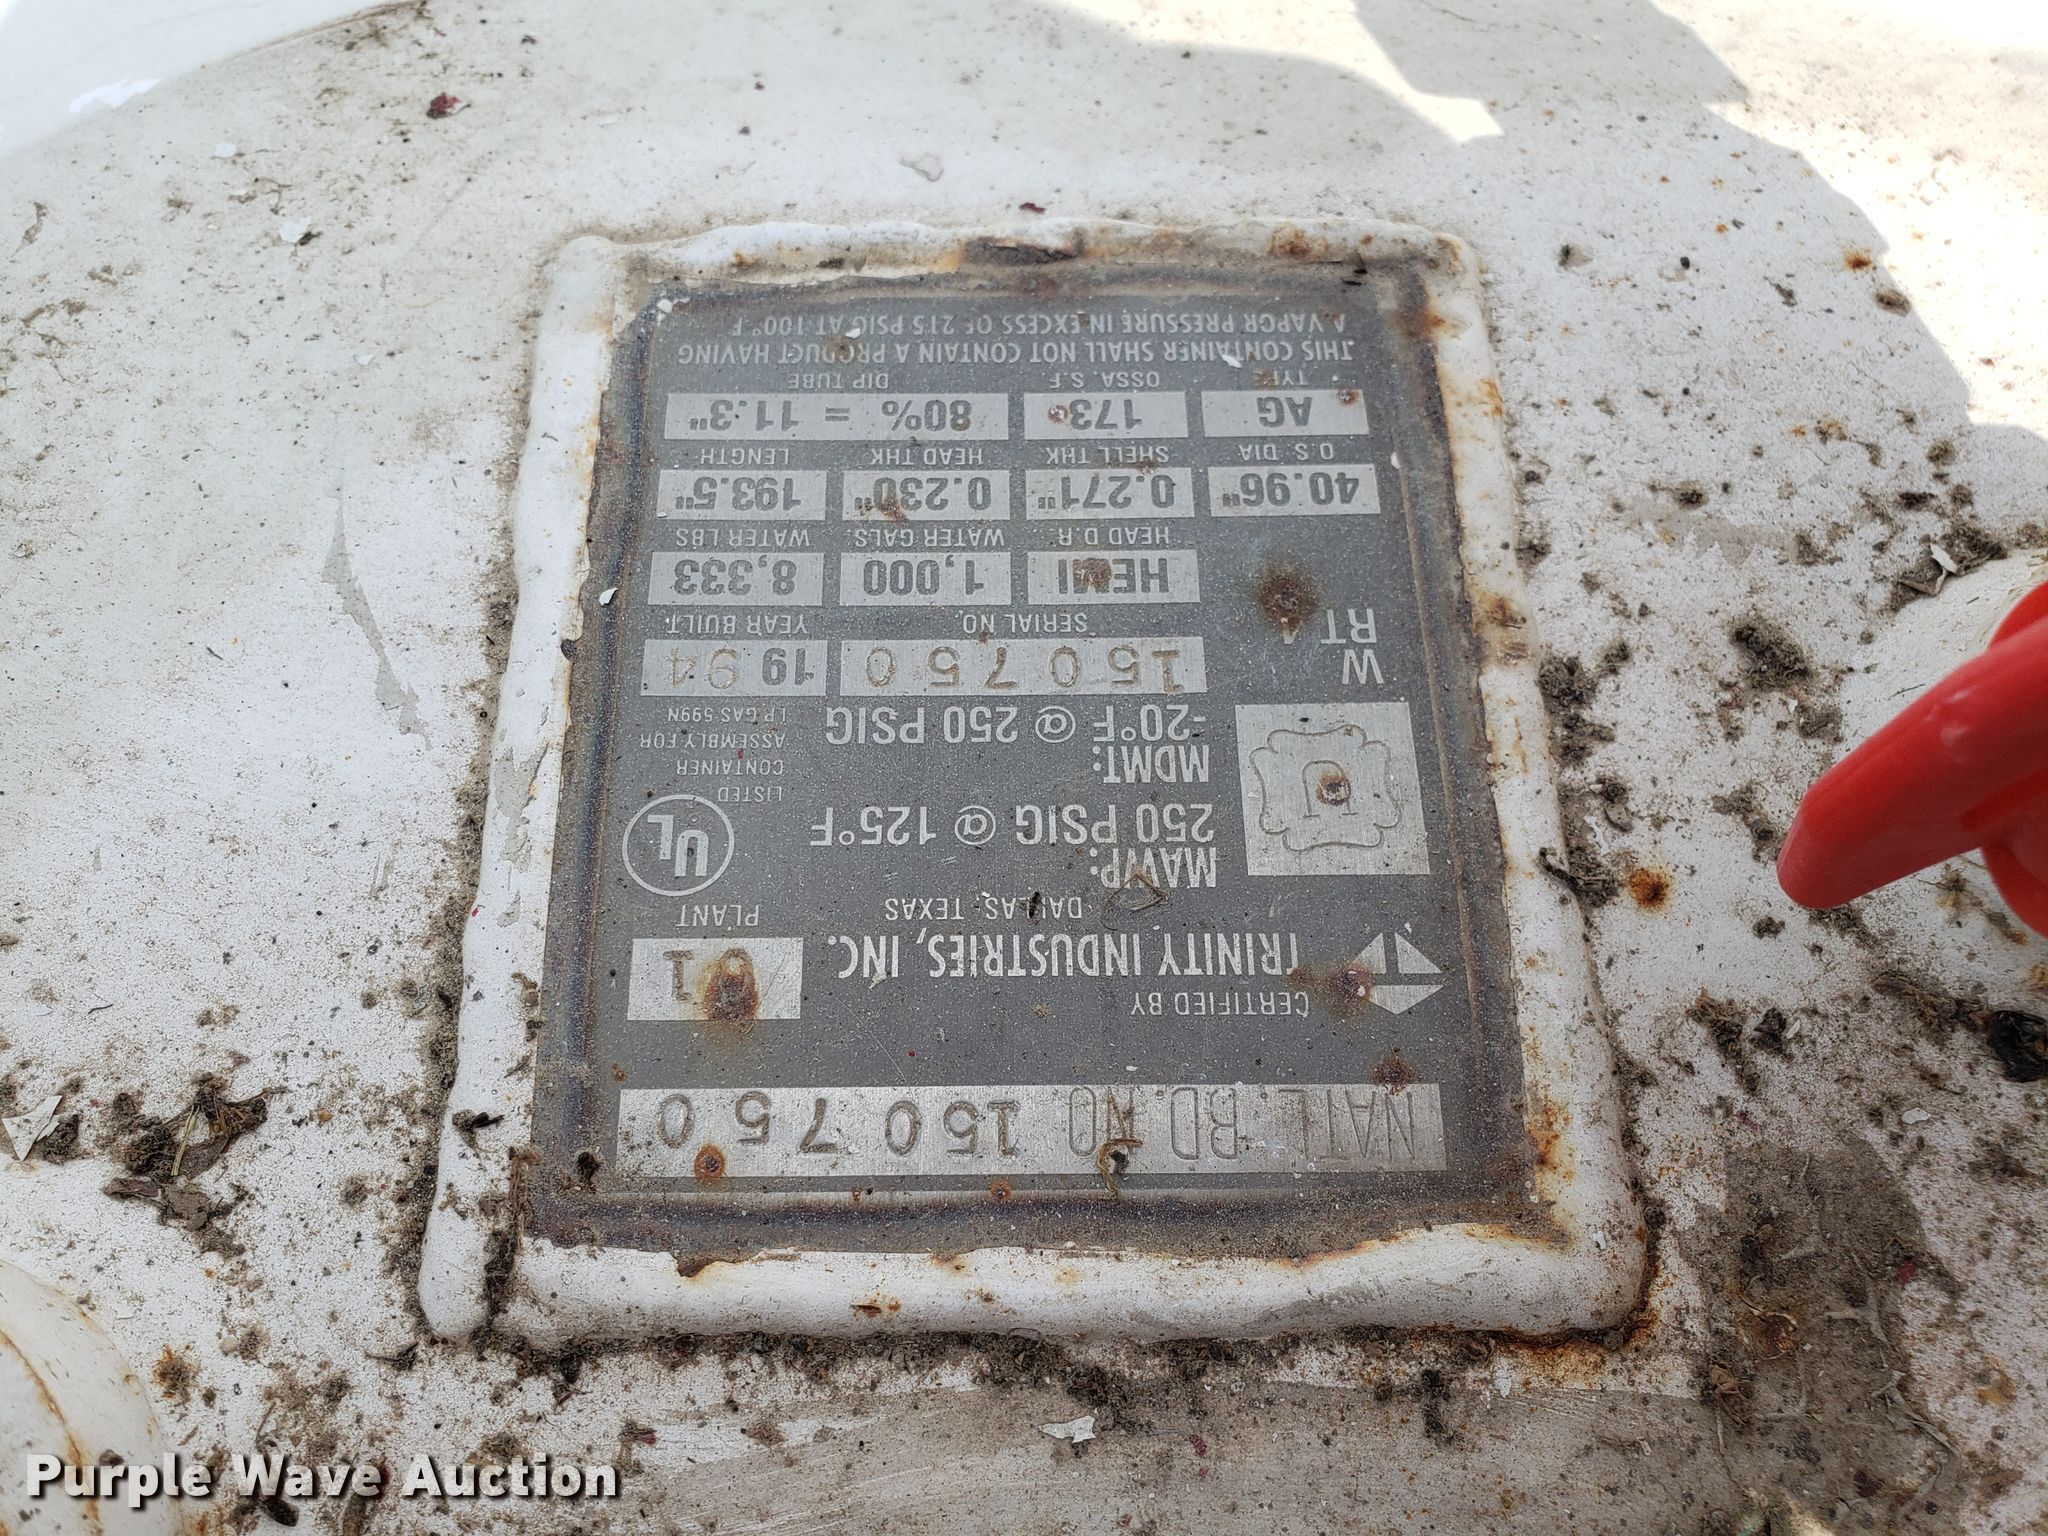 NATL. BD. NO 150750
CERTIFIED BY
TRINITY INDUSTRIES, INC.
DALLAS, TEXAS
01
PLANT
U
MAWP:
250 PSIG @ 125°F
MDMT:
-20°F @ 250 PSIG
UL
LISTED
CONTAINER
ASSEMBLY FOR
LP GAS 599N
W
RT
150750
SERIAL NO.
1994
YEAR BUILT
HEMI
HEAD D.R.
1,000
WATER GALS
8,333
WATER LBS
40.96"
O.S. DIA
0.271"
SHELL THK
0.230"
HEAD THK
193.5"
LENGTH
AG
TYPE
173
OSSA. S.F
80% = 11.3"
DIP TUBE
THIS CONTAINER SHALL NOT CONTAIN A PRODUCT HAVING
A VAPOR PRESSURE IN EXCESS OF 215 PSIG AT 100°F
Purple Wave Auction